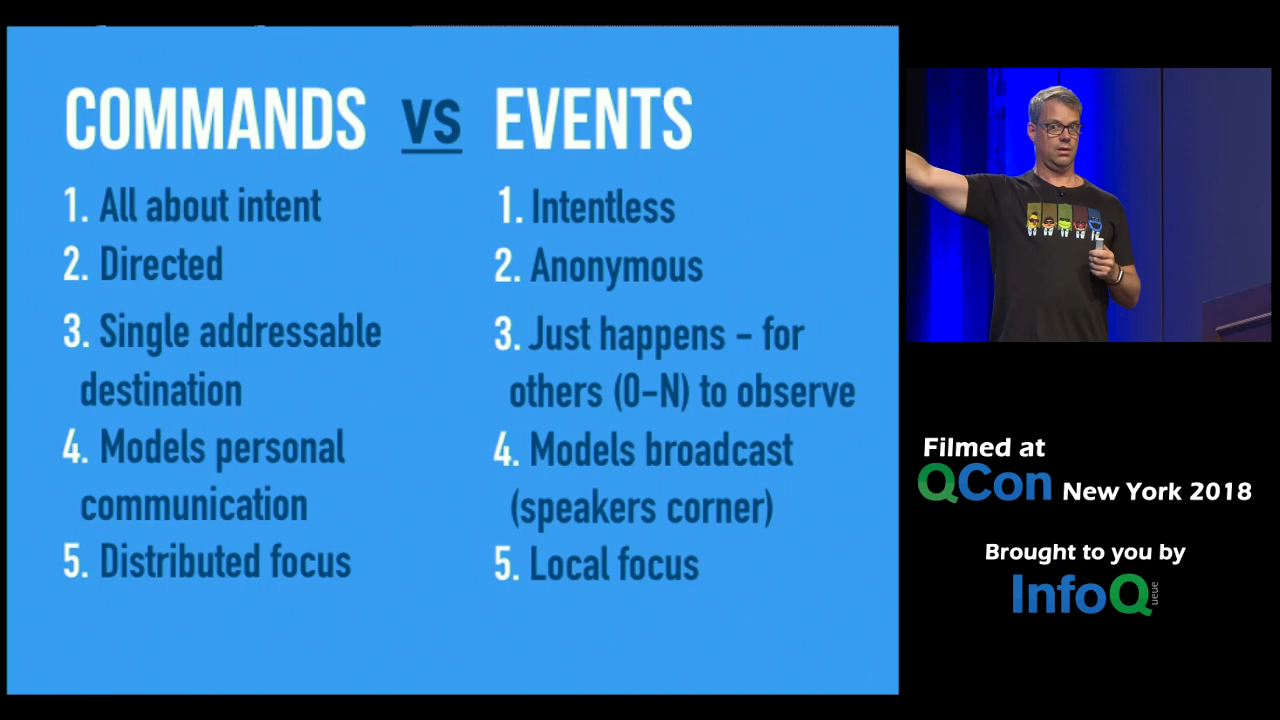 COMMANDS VS EVENTS
1. All about intent
2. Directed
3. Single addressable
destination
4. Models personal
communication
5. Distributed focus
1. Intentless
2. Anonymous
3. Just happens – for
others (0-N) to observe
4. Models broadcast
(speakers corner)
5. Local focus
Filmed at
QCon New York 2018
Brought to you by
InfoQueue